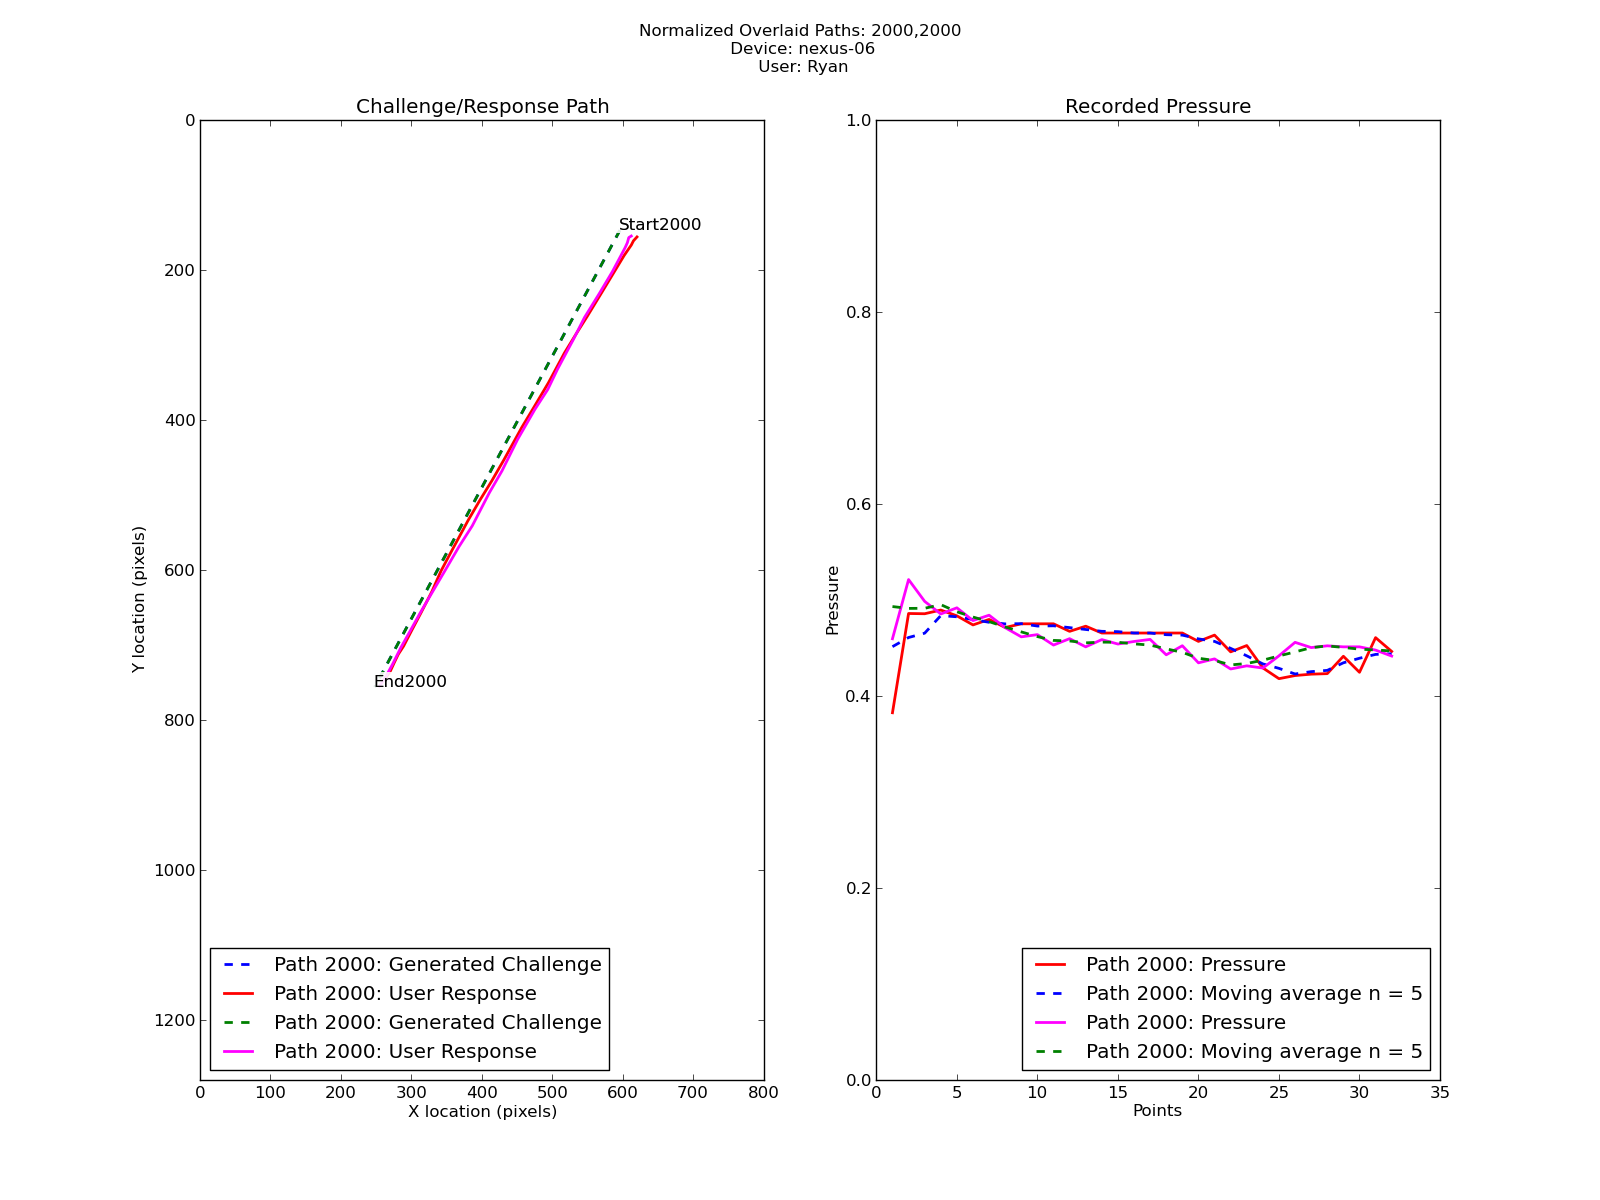 Normalized Overlaid Paths: 2000,2000
Device: nexus-06
User: Ryan
Challenge/Response Path
0
200
400
600
800
1000
1200
Y location (pixels)
Start2000
End2000
Path 2000: Generated Challenge
Path 2000: User Response
Path 2000: Generated Challenge
Path 2000: User Response
0 100 200 300 400 500 600 700 800
X location (pixels)
Recorded Pressure
1.0
0.8
0.6
0.4
0.2
0.0
Pressure
Path 2000: Pressure
Path 2000: Moving average n = 5
Path 2000: Pressure
Path 2000: Moving average n = 5
0 5 10 15 20 25 30 35
Points